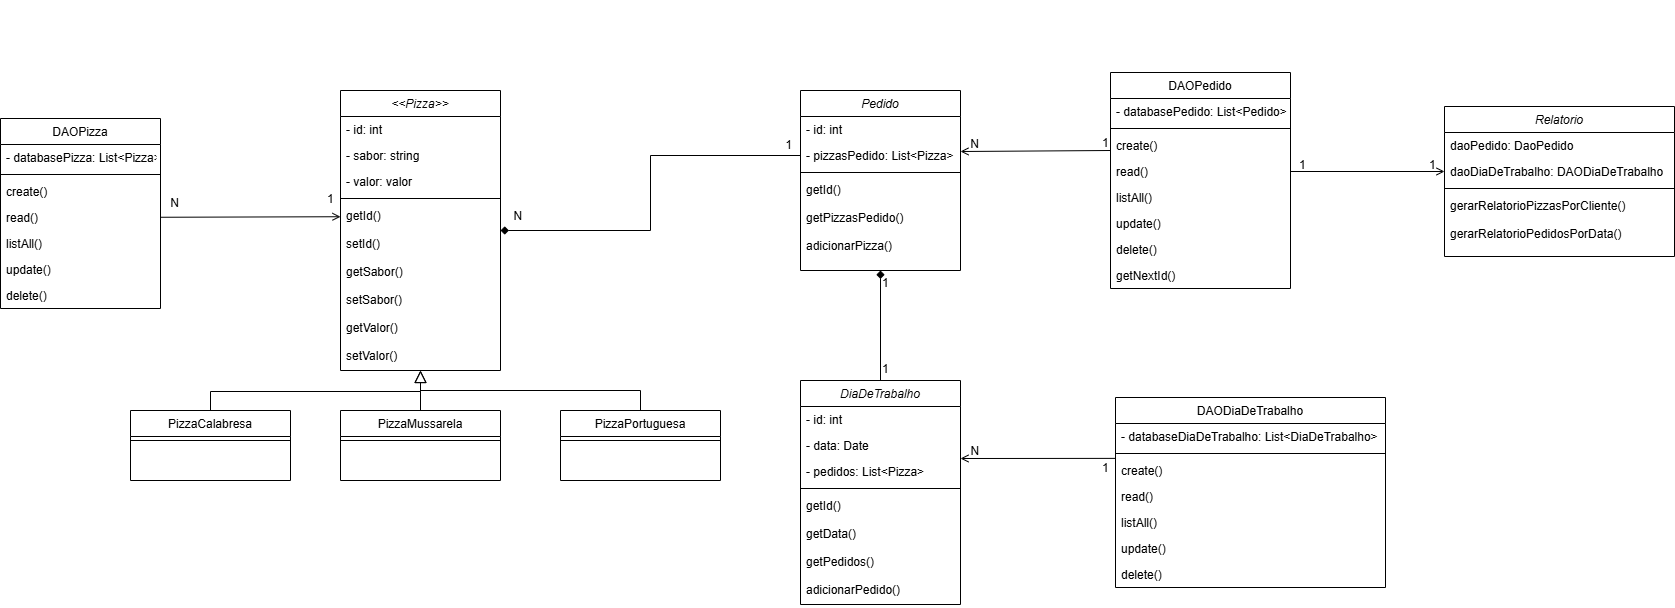 DAOPizza
- databasePizza: List<Pizza>
create()
read()
listAll()
update()
delete()
N
1
<<Pizza>>
- id: int
- sabor: string
- valor: valor
getId()
setId()
getSabor()
setSabor()
getValor()
setValor()
N
1
PizzaCalabresa
PizzaMussarela
PizzaPortuguesa
Pedido
- id: int
- pizzasPedido: List<Pizza>
getId()
getPizzasPedido()
adicionarPizza()
1
1
N
1
DAOPedido
- databasePedido: List<Pedido>
create()
read()
listAll()
update()
delete()
getNextId()
1
1
Relatorio
daoPedido: DaoPedido
daoDiaDeTrabalho: DAODiaDeTrabalho
gerarRelatorioPizzasPorCliente()
gerarRelatorioPedidosPorData()
DiaDeTrabalho
- id: int
- data: Date
- pedidos: List<Pizza>
getId()
getData()
getPedidos()
adicionarPedido()
N
1
DAODiaDeTrabalho
- databaseDiaDeTrabalho: List<DiaDeTrabalho>
create()
read()
listAll()
update()
delete()